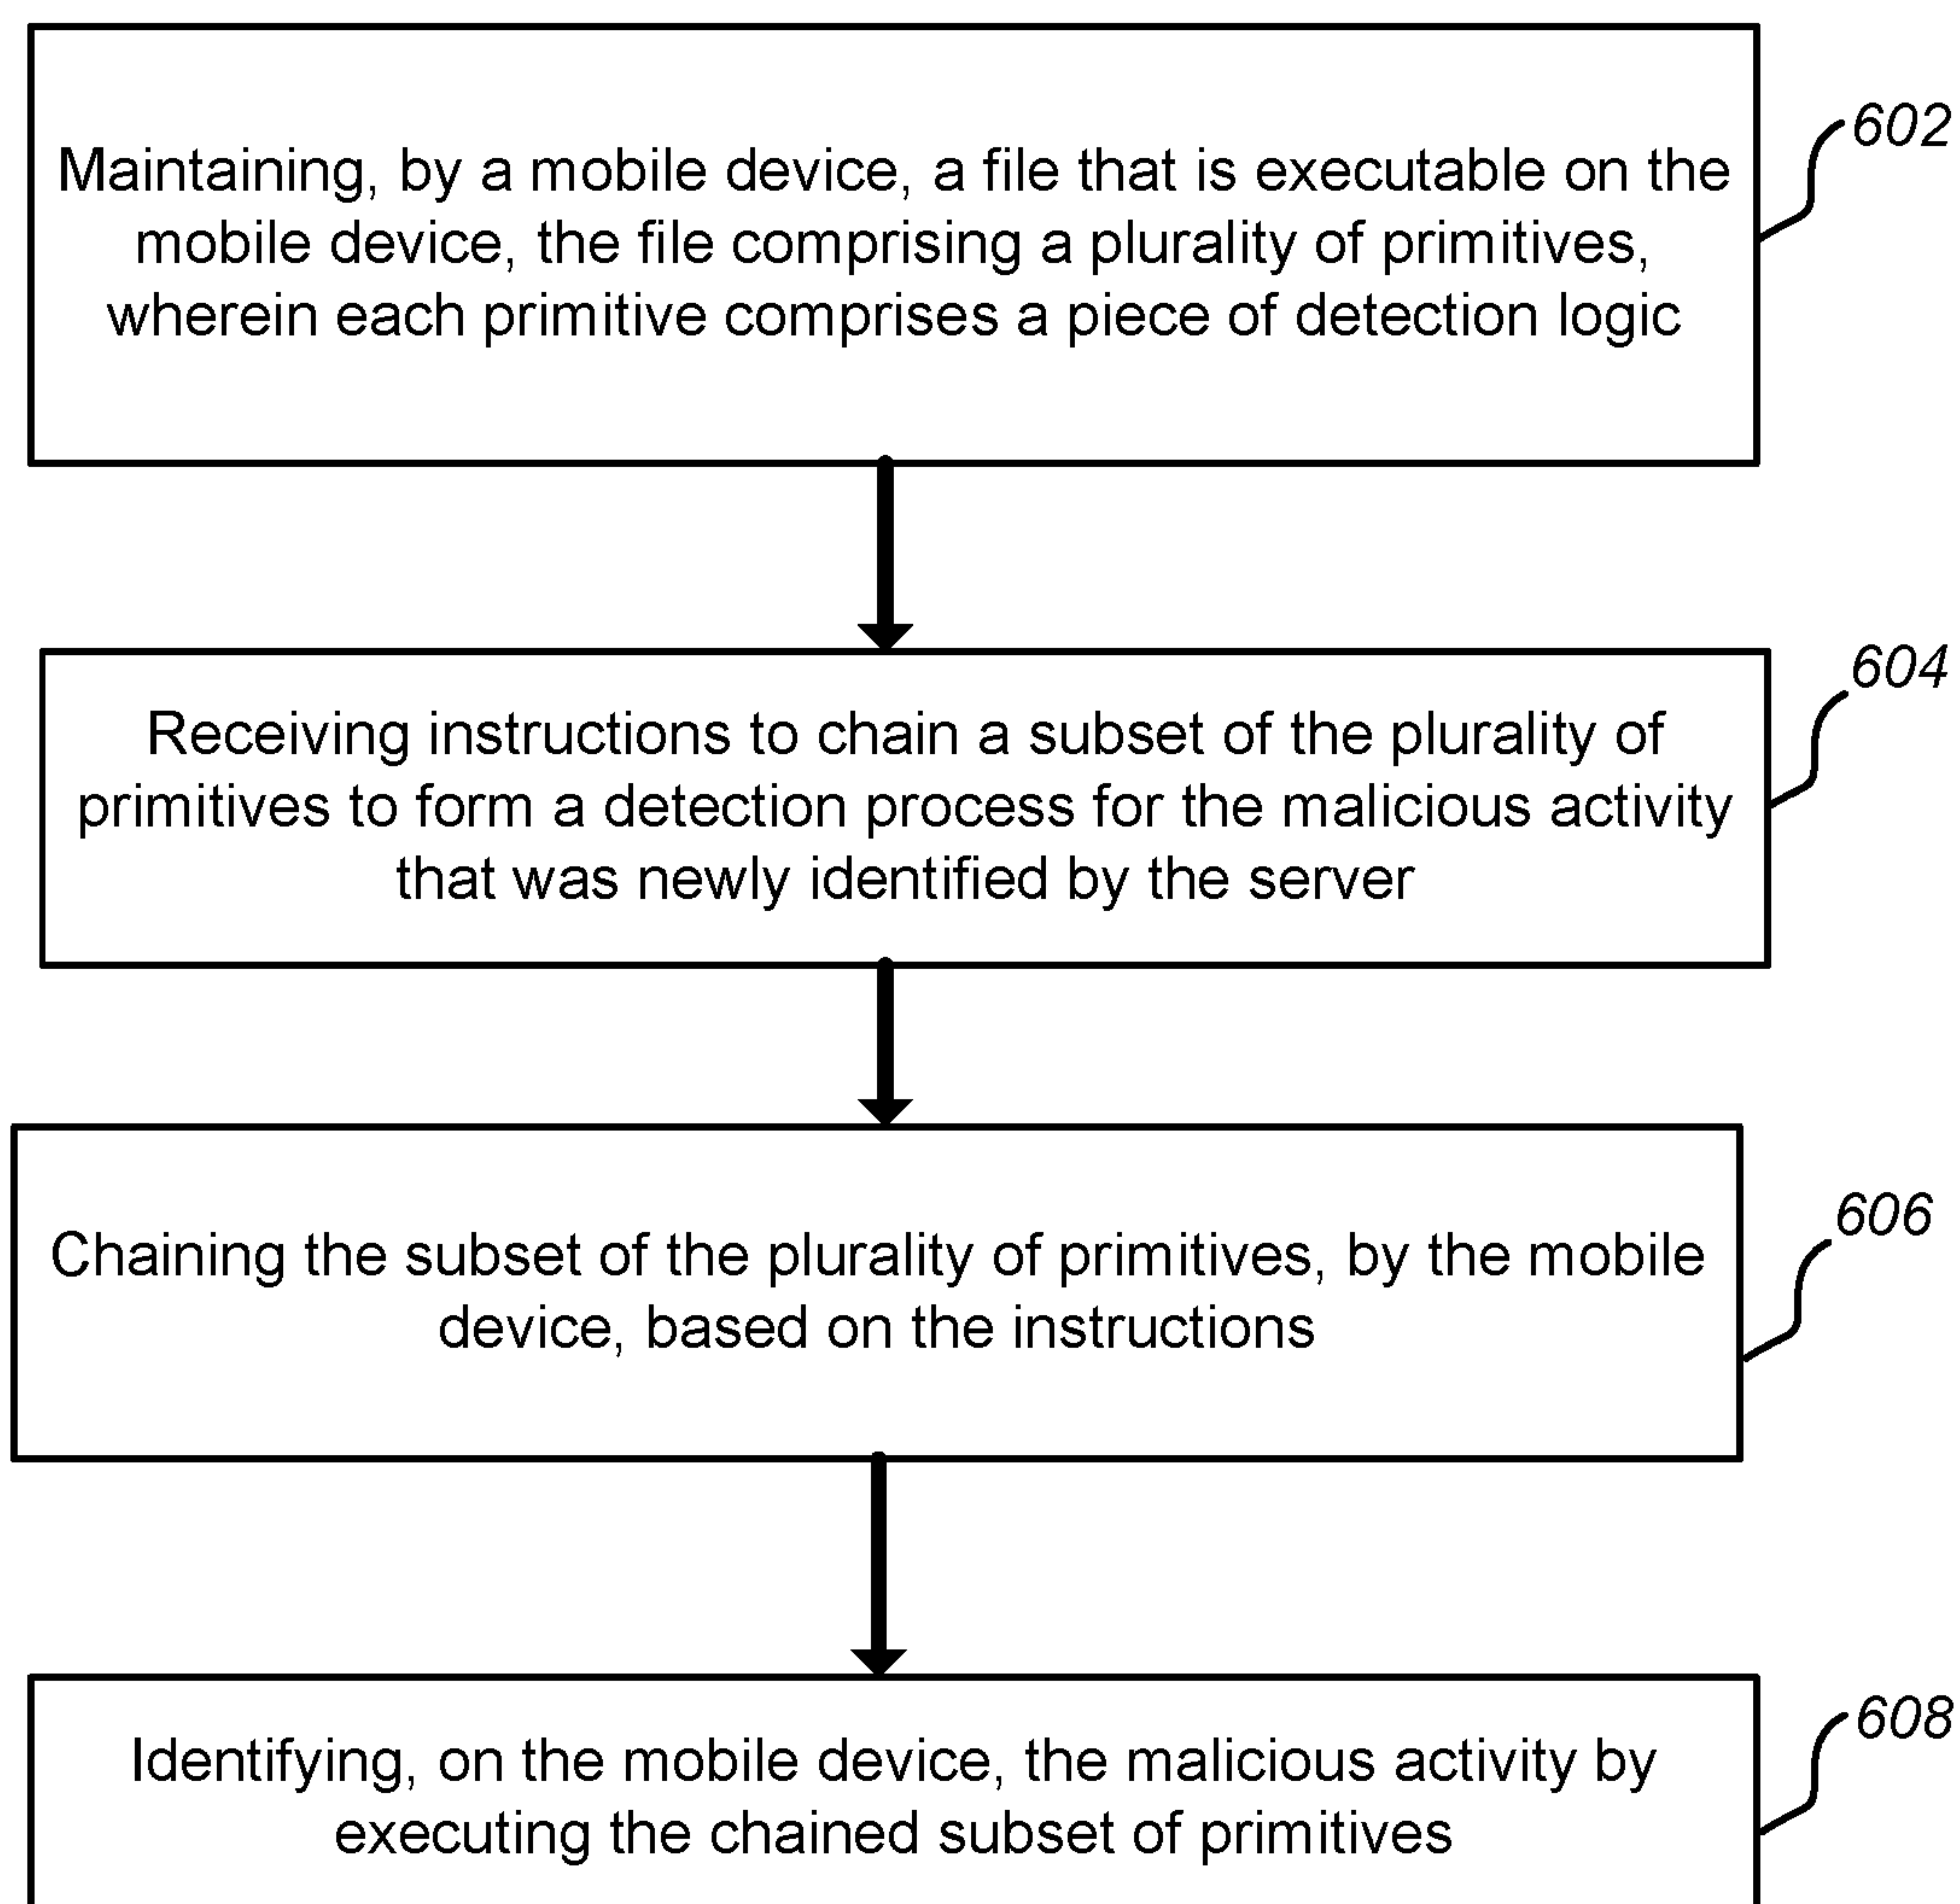 Maintaining, by a mobile device, a file that is executable on the
mobile device, the file comprising a plurality of primitives,
wherein each primitive comprises a piece of detection logic
602
Receiving instructions to chain a subset of the plurality of
primitives to form a detection process for the malicious activity
that was newly identified by the server
604
Chaining the subset of the plurality of primitives, by the mobile
device, based on the instructions
606
Identifying, on the mobile device, the malicious activity by
executing the chained subset of primitives
608